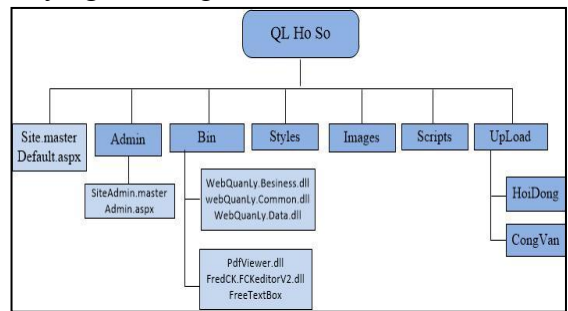 QL Ho So
Site.master
Default.aspx
Admin
Bin
Styles
Images
Scripts
UpLoad
SiteAdmin.master
Admin.aspx
WebQuanLy.Besiness.dll
webQuanLy.Common.dll
WebQuanLy.Data.dll
PdfViewer.dll
FredCK.FCKeditorV2.dll
FreeTextBox
HoiDong
CongVan